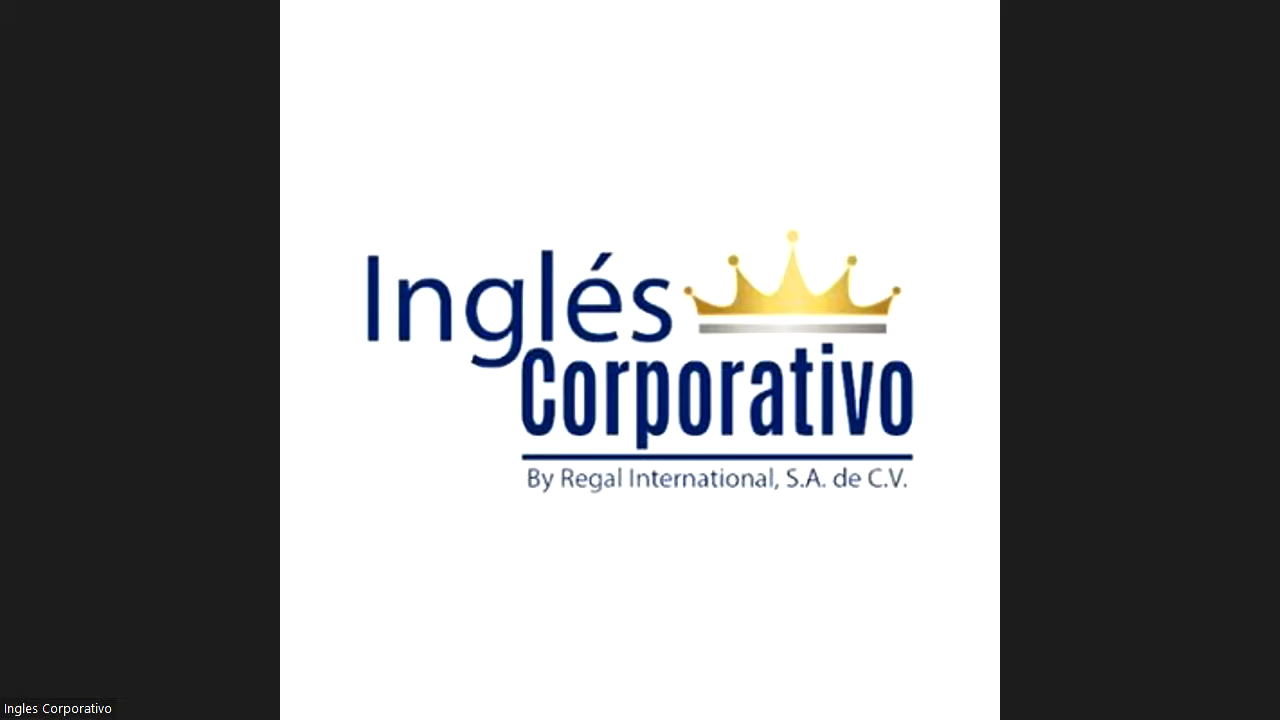 Inglés
Corporativo
By Regal International, S.A. de C.V.
Ingles Corporativo